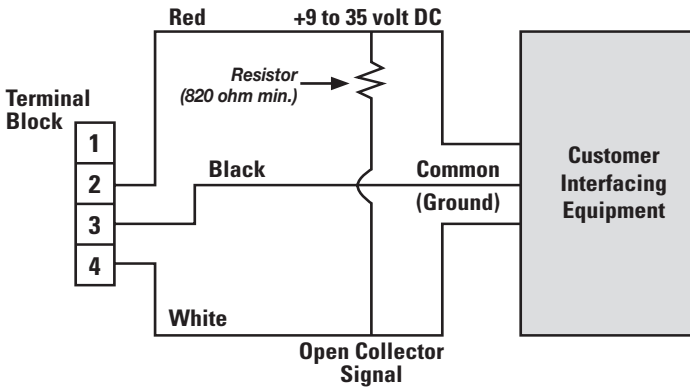 Red
+9 to 35 volt DC
Resistor
(820 ohm min.)
Terminal
Block
1
2
3
4
Black
Common
(Ground)
Customer
Interfacing
Equipment
White
Open Collector
Signal